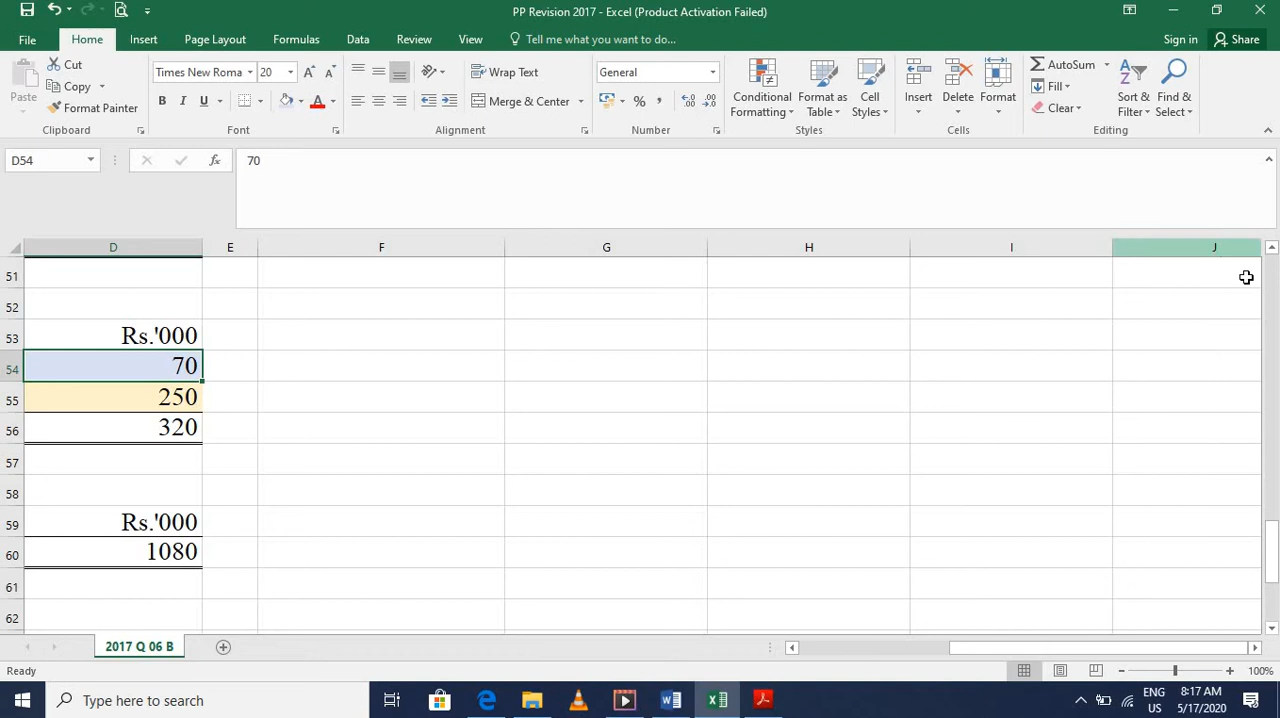 PP Revision 2017 - Excel (Product Activation Failed)
File Home Insert Page Layout Formulas Data Review View Tell me what you want to do... Sign in Share
Cut
Copy
Format Painter
Paste
Clipboard
Times New Roma 20
B I U A
Font
Wrap Text
Merge & Center
Alignment
General
% ,
Number
Conditional Formatting
Format as Table
Cell Styles
Styles
Insert
Delete
Format
Cells
AutoSum
Fill
Clear
Sort & Filter
Find & Select
Editing
D54 fx 70
D E F G H I J
51
52
53 Rs.'000
54 70
55 250
56 320
57
58
59 Rs.'000
60 1080
61
62
2017 Q 06 B
Ready 100%
Type here to search
ENG US
8:17 AM
5/17/2020